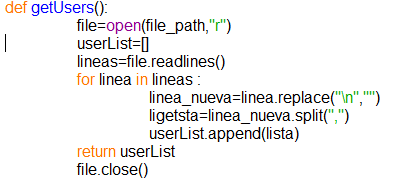 def getUsers():
file=open(file_path,"r")
userList=[]
lineas=file.readlines()
for linea in lineas :
linea_nueva=linea.replace("\n","")
ligetsta=linea_nueva.split(",")
userList.append(lista)
return userList
file.close()